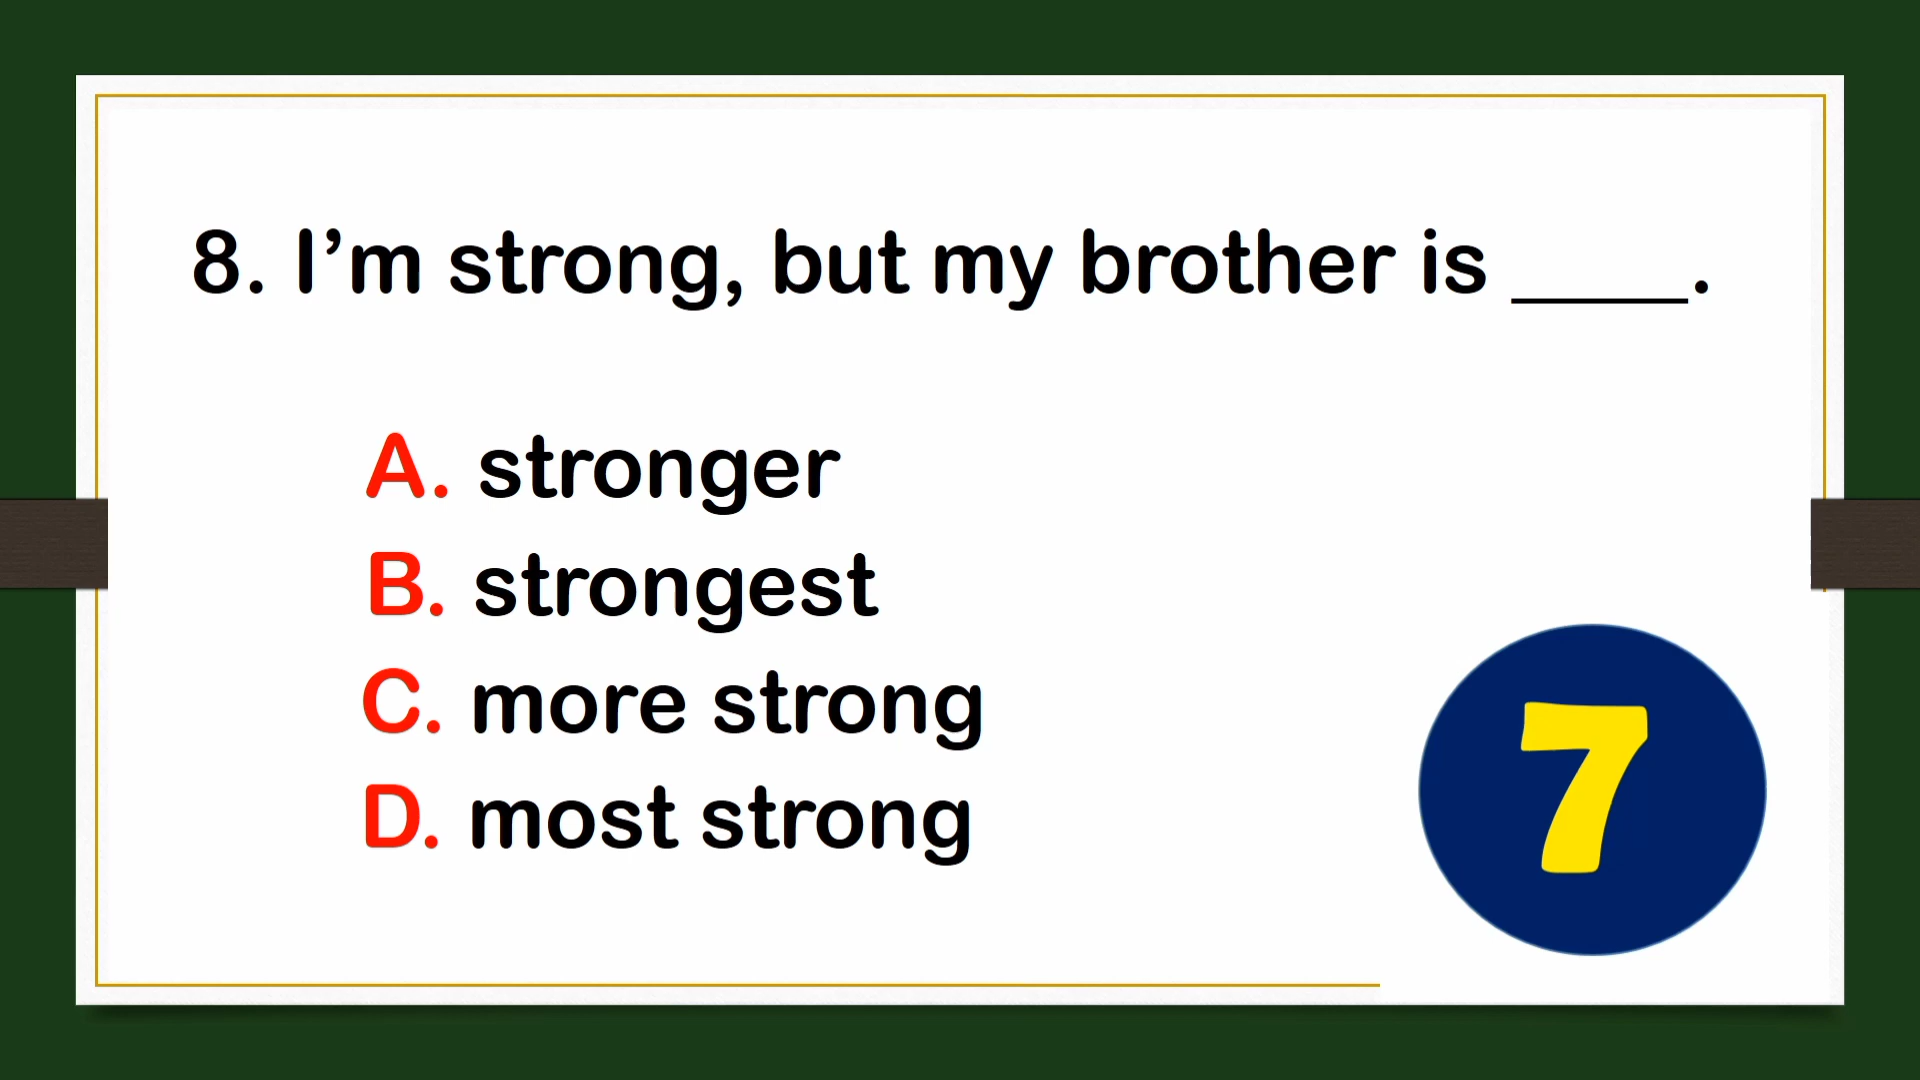 8. I’m strong, but my brother is ____.
A. stronger
B. strongest
C. more strong
D. most strong
7